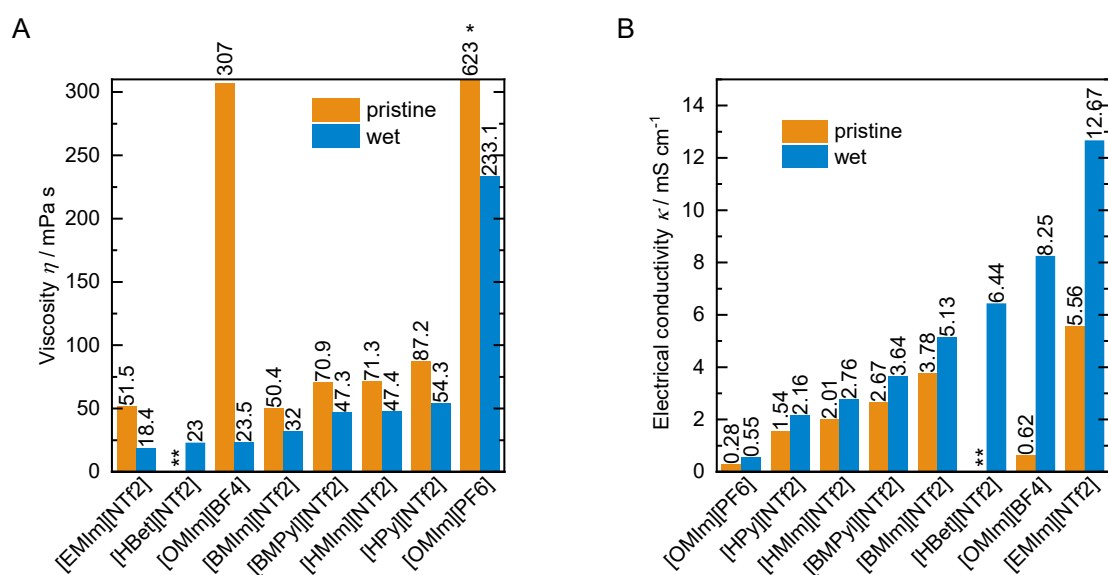 A
Viscosity η / mPa s
300
250
200
150
100
50
0
pristine
wet
51.5
18.4
**
23
307
23.5
50.4
32
70.9
47.3
71.3
47.4
87.2
54.3
623 *
233.1
[EMIm][NTf2]
[HBet][NTf2]
[OMIm][BF4]
[BMIm][NTf2]
[BMPyl][NTf2]
[HMIm][NTf2]
[HPy][NTf2]
[OMIm][PF6]
B
Electrical conductivity κ / mS cm⁻¹
14
12
10
8
6
4
2
0
pristine
wet
0.28
0.55
1.54
2.16
2.01
2.76
2.67
3.64
3.78
5.13
**
6.44
0.62
8.25
5.56
12.67
[OMIm][PF6]
[HPy][NTf2]
[HMIm][NTf2]
[BMPyl][NTf2]
[BMIm][NTf2]
[HBet][NTf2]
[OMIm][BF4]
[EMIm][NTf2]